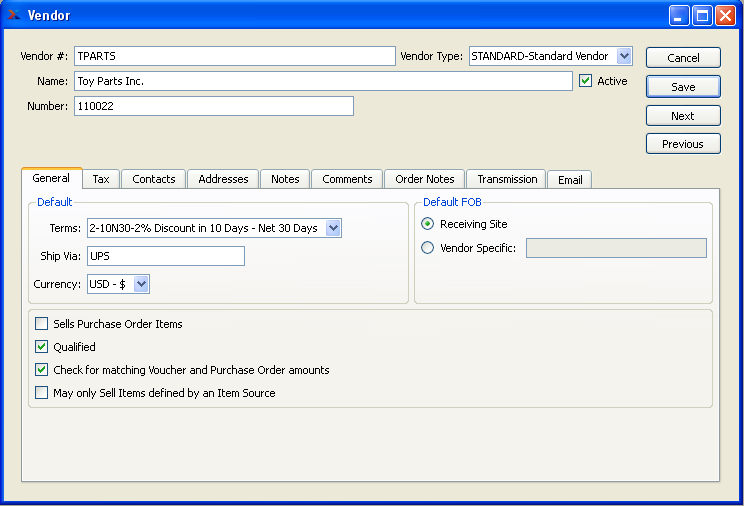 Vendor
Vendor #: TPARTS Vendor Type: STANDARD-Standard Vendor Cancel
Name: Toy Parts Inc. Active Save
Number: 110022 Next
Previous
General Tax Contacts Addresses Notes Comments Order Notes Transmission Email
Default Default FOB
Terms: 2-10N30-2% Discount in 10 Days - Net 30 Days Receiving Site
Ship Via: UPS Vendor Specific:
Currency: USD - $
Sells Purchase Order Items
Qualified
Check for matching Voucher and Purchase Order amounts
May only Sell Items defined by an Item Source